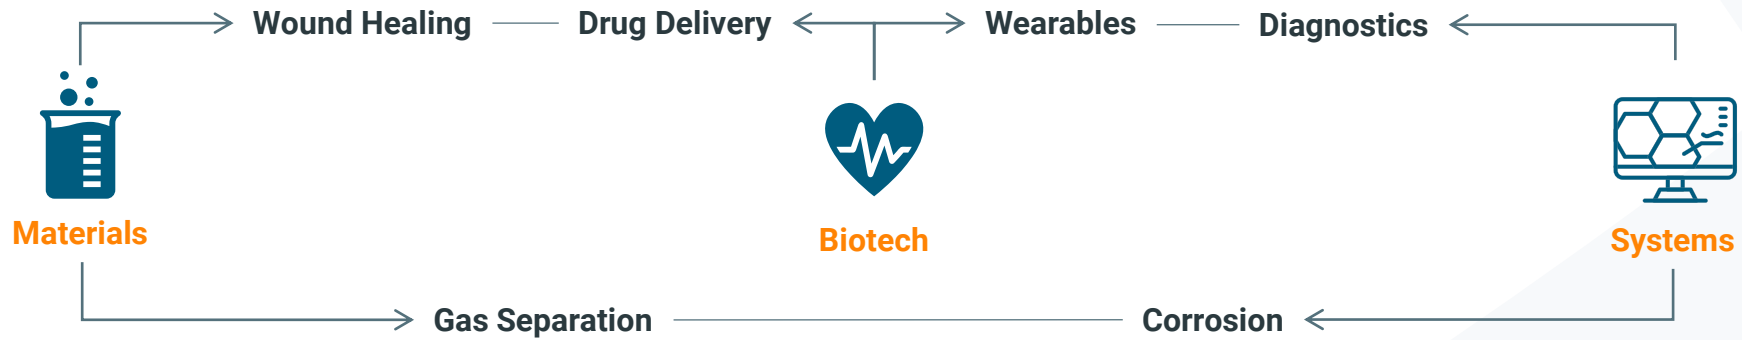 Wound Healing
Drug Delivery
Wearables
Diagnostics
Materials
Biotech
Systems
Gas Separation
Corrosion